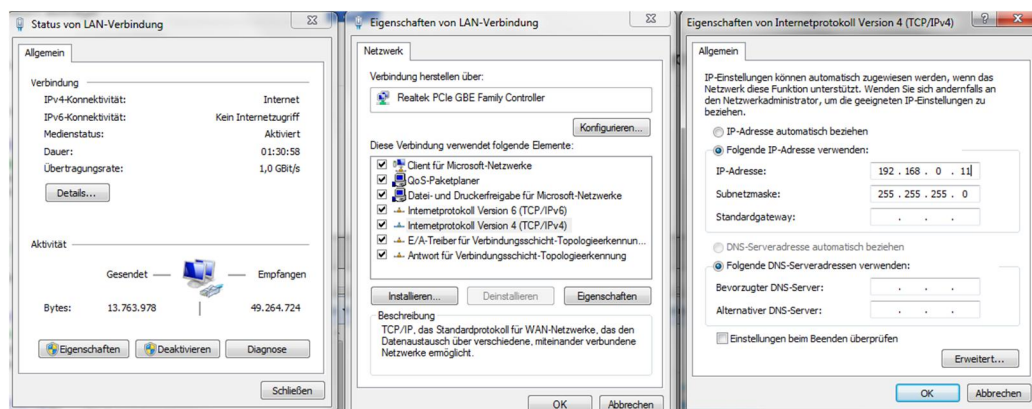 Status von LAN-Verbindung
Allgemein
Verbindung
IPv4-Konnektivität: Internet
IPv6-Konnektivität: Kein Internetzugriff
Medienstatus: Aktiviert
Dauer: 01:30:58
Übertragungsrate: 1,0 GBit/s
Details...
Aktivität
Gesendet Empfangen
Bytes: 13.763.978 49.264.724
Eigenschaften Deaktivieren Diagnose
Schließen
Eigenschaften von LAN-Verbindung
Netzwerk
Verbindung herstellen über:
Realtek PCIe GBE Family Controller
Konfigurieren...
Diese Verbindung verwendet folgende Elemente:
Client für Microsoft-Netzwerke
QoS-Paketplaner
Datei- und Druckerfreigabe für Microsoft-Netzwerke
Internetprotokoll Version 6 (TCP/IPv6)
Internetprotokoll Version 4 (TCP/IPv4)
E/A-Treiber für Verbindungsschicht-Topologieerkennun...
Antwort für Verbindungsschicht-Topologieerkennung
Installieren... Deinstallieren Eigenschaften
Beschreibung
TCP/IP, das Standardprotokoll für WAN-Netzwerke, das den
Datenaustausch über verschiedene, miteinander verbundene
Netzwerke ermöglicht.
OK Abbrechen
Eigenschaften von Internetprotokoll Version 4 (TCP/IPv4)
Allgemein
IP-Einstellungen können automatisch zugewiesen werden, wenn das
Netzwerk diese Funktion unterstützt. Wenden Sie sich andernfalls an
den Netzwerkadministrator, um die geeigneten IP-Einstellungen zu
beziehen.
IP-Adresse automatisch beziehen
Folgende IP-Adresse verwenden:
IP-Adresse: 192 . 168 . 0 . 11
Subnetzmaske: 255 . 255 . 255 . 0
Standardgateway: . . .
DNS-Serveradresse automatisch beziehen
Folgende DNS-Serveradressen verwenden:
Bevorzugter DNS-Server: . . .
Alternativer DNS-Server: . . .
Einstellungen beim Beenden überprüfen
Erweitert...
OK Abbrechen